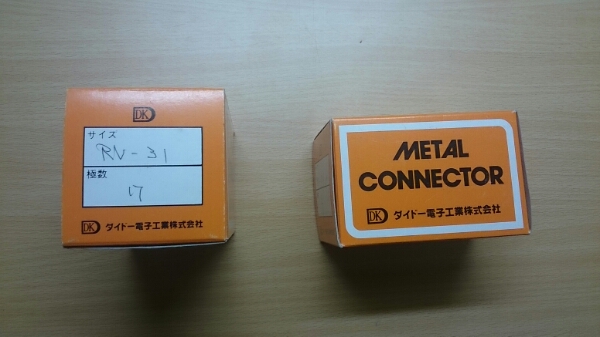 DK
サイズ
RV-31
極数
17
DK ダイドー電子工業株式会社
METAL
CONNECTOR
DK ダイドー電子工業株式会社